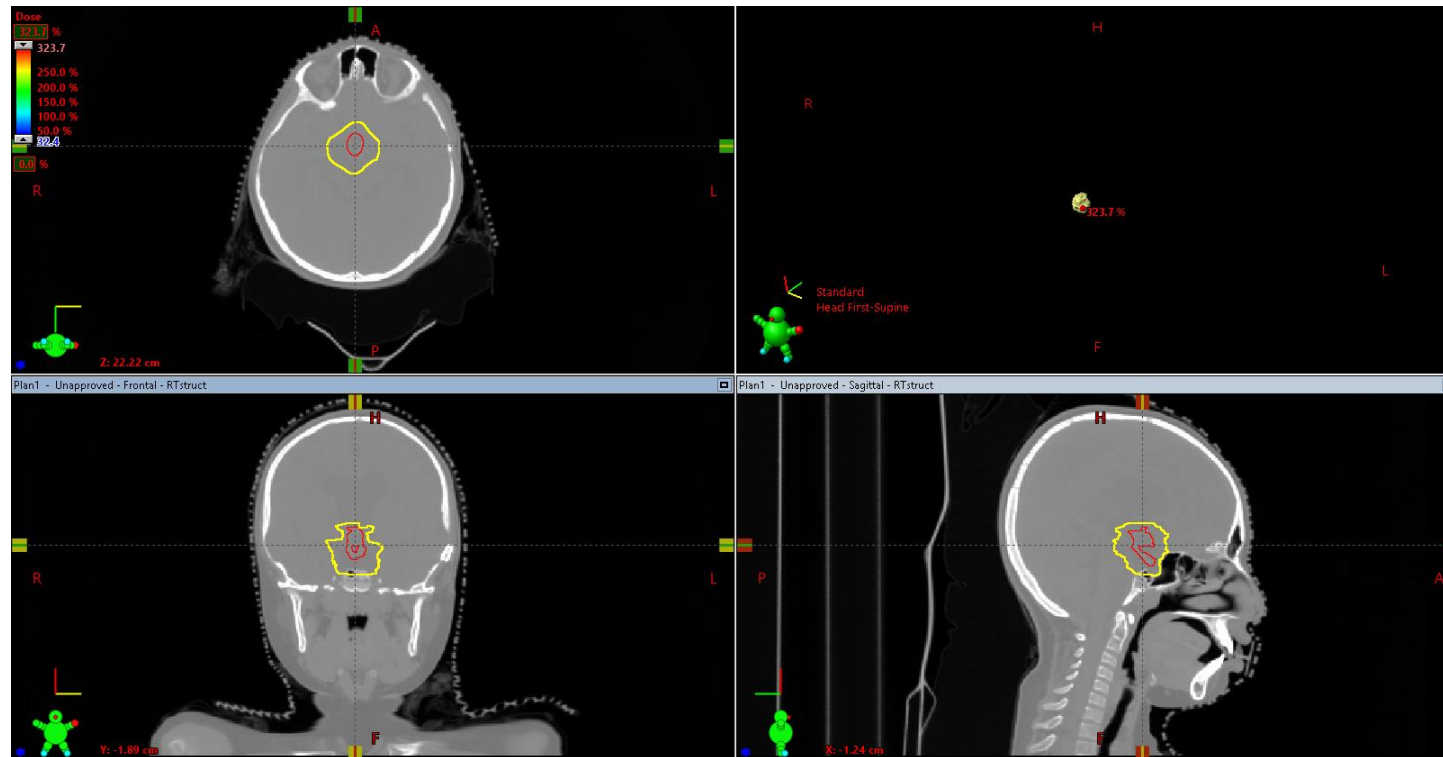 Dose
323.7 %
323.7
250.0 %
200.0 %
150.0 %
100.0 %
50.0 %
32.4
0.0 %
A
R
L
P
Z: 22.22 cm
H
R
323.7 %
L
Standard
Head First-Supine
F
Plan1 - Unapproved - Frontal - RTstruct
H
R
L
F
Y: -1.89 cm
Plan1 - Unapproved - Sagittal - RTstruct
H
P
A
F
X: -1.24 cm